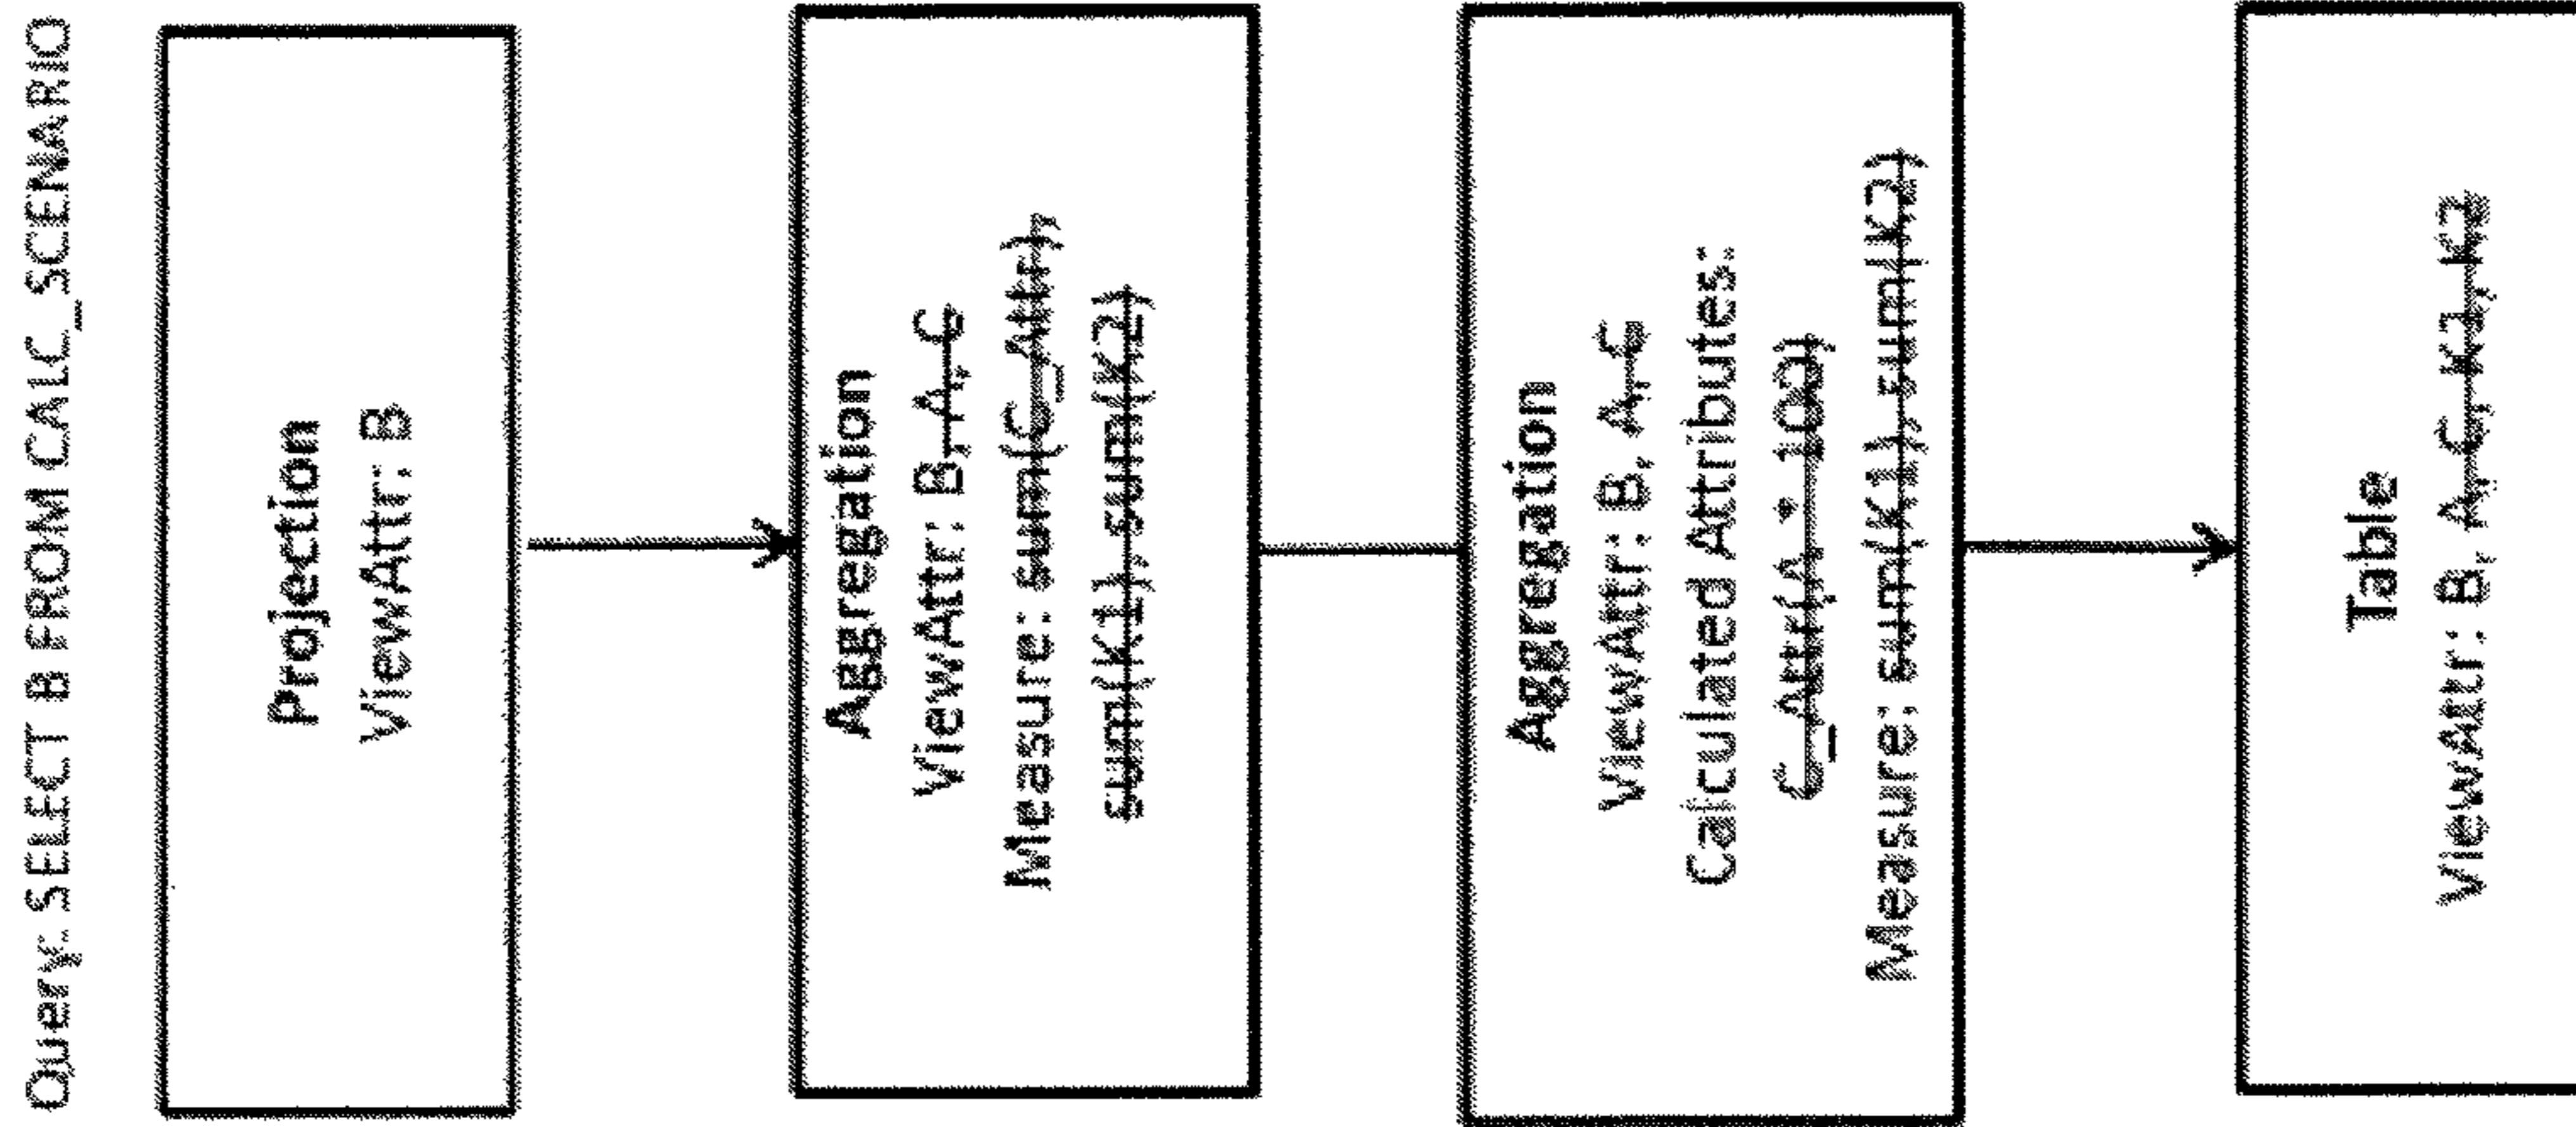 Query: SELECT B FROM CALC_SCENARIO
Projection
ViewAttr: B
Aggregation
ViewAttr: B, A, C
Measure: sum(C_Attr),
sum(K1), sum(K2)
Aggregation
ViewAttr: B, A, C
Calculated Attributes:
C_Attr(A * 100)
Measure: sum(K1), sum(K2)
Table
ViewAttr: B, A, C, K1, K2